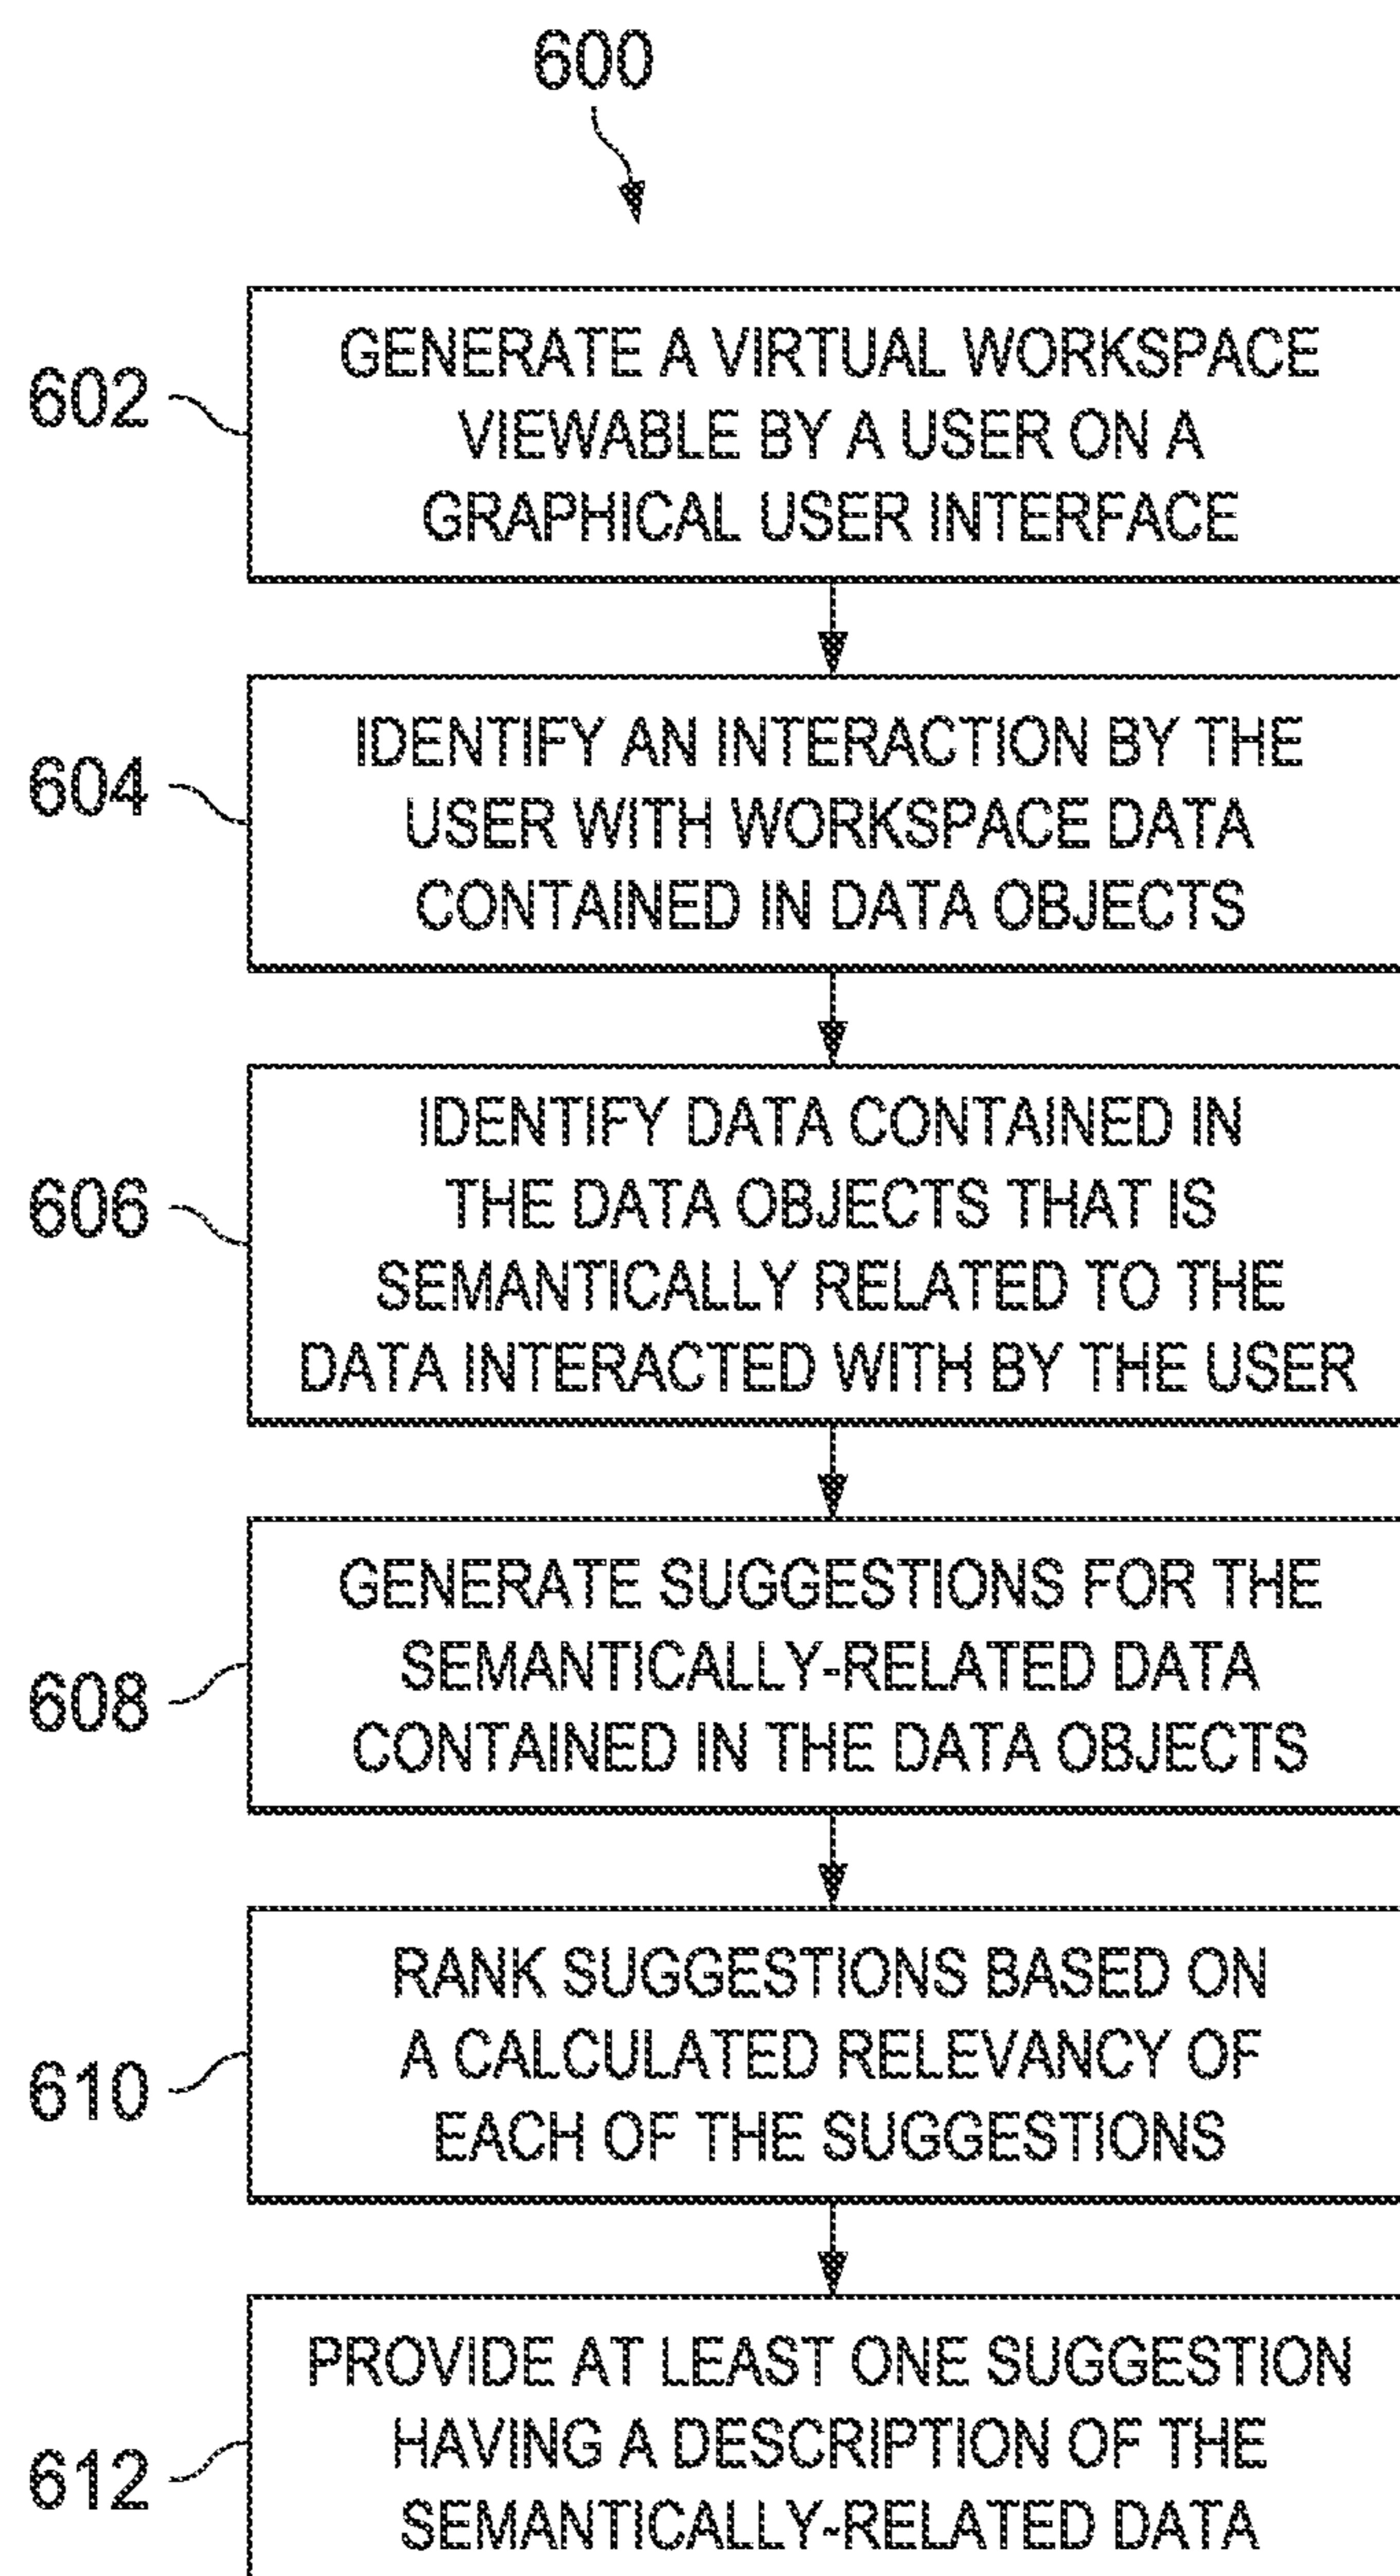 600
602
GENERATE A VIRTUAL WORKSPACE
VIEWABLE BY A USER ON A
GRAPHICAL USER INTERFACE
604
IDENTIFY AN INTERACTION BY THE
USER WITH WORKSPACE DATA
CONTAINED IN DATA OBJECTS
606
IDENTIFY DATA CONTAINED IN
THE DATA OBJECTS THAT IS
SEMANTICALLY RELATED TO THE
DATA INTERACTED WITH BY THE USER
608
GENERATE SUGGESTIONS FOR THE
SEMANTICALLY-RELATED DATA
CONTAINED IN THE DATA OBJECTS
610
RANK SUGGESTIONS BASED ON
A CALCULATED RELEVANCY OF
EACH OF THE SUGGESTIONS
612
PROVIDE AT LEAST ONE SUGGESTION
HAVING A DESCRIPTION OF THE
SEMANTICALLY-RELATED DATA